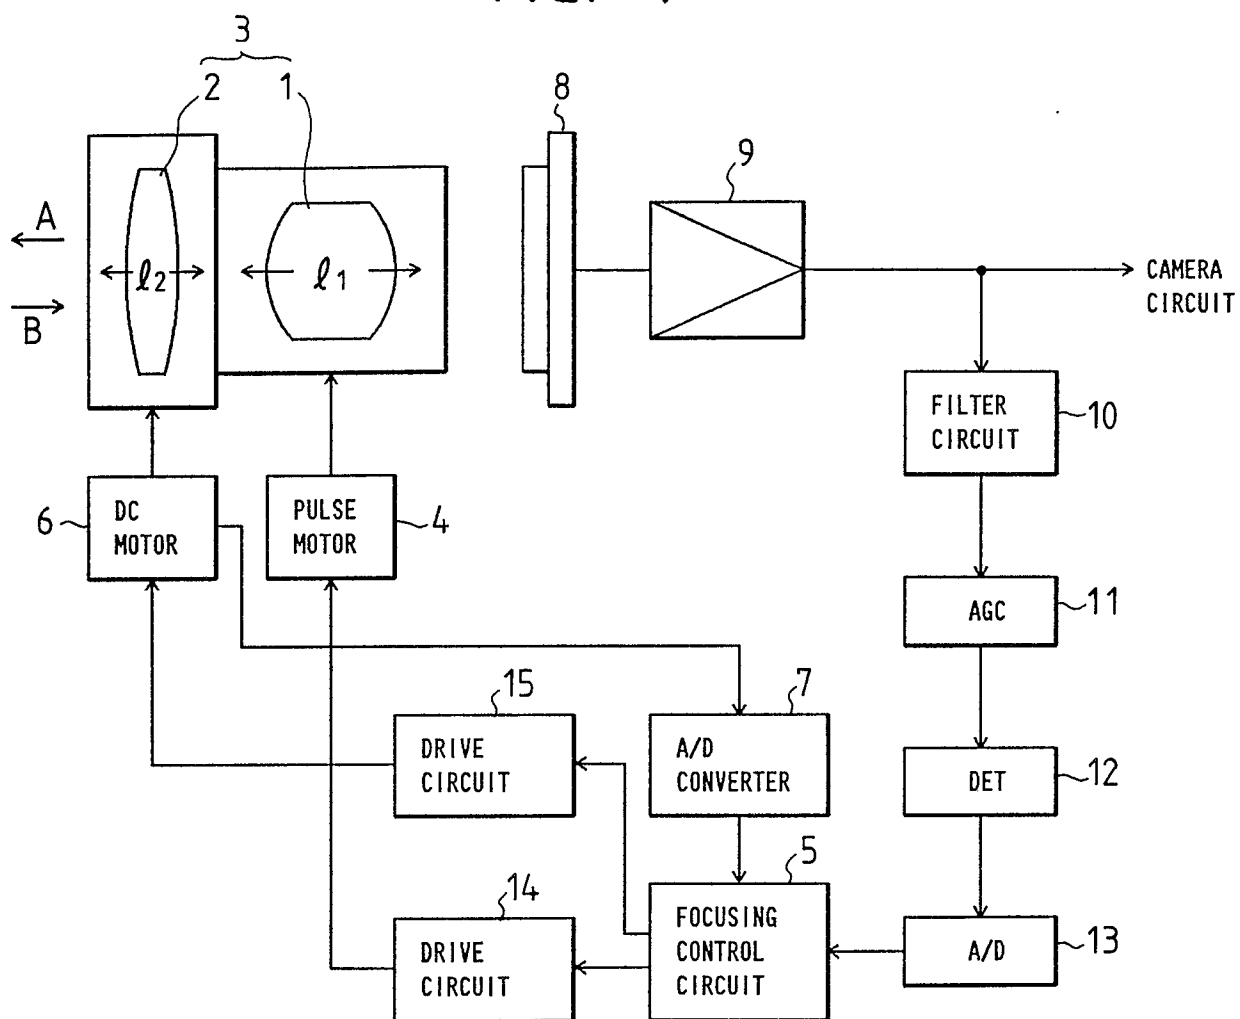 3
2 1
8
9
A
ℓ2
ℓ1
B
CAMERA
CIRCUIT
FILTER
CIRCUIT
10
6
DC
MOTOR
PULSE
MOTOR
4
AGC
11
15
DRIVE
CIRCUIT
7
A/D
CONVERTER
DET
12
14
DRIVE
CIRCUIT
5
FOCUSING
CONTROL
CIRCUIT
A/D
13